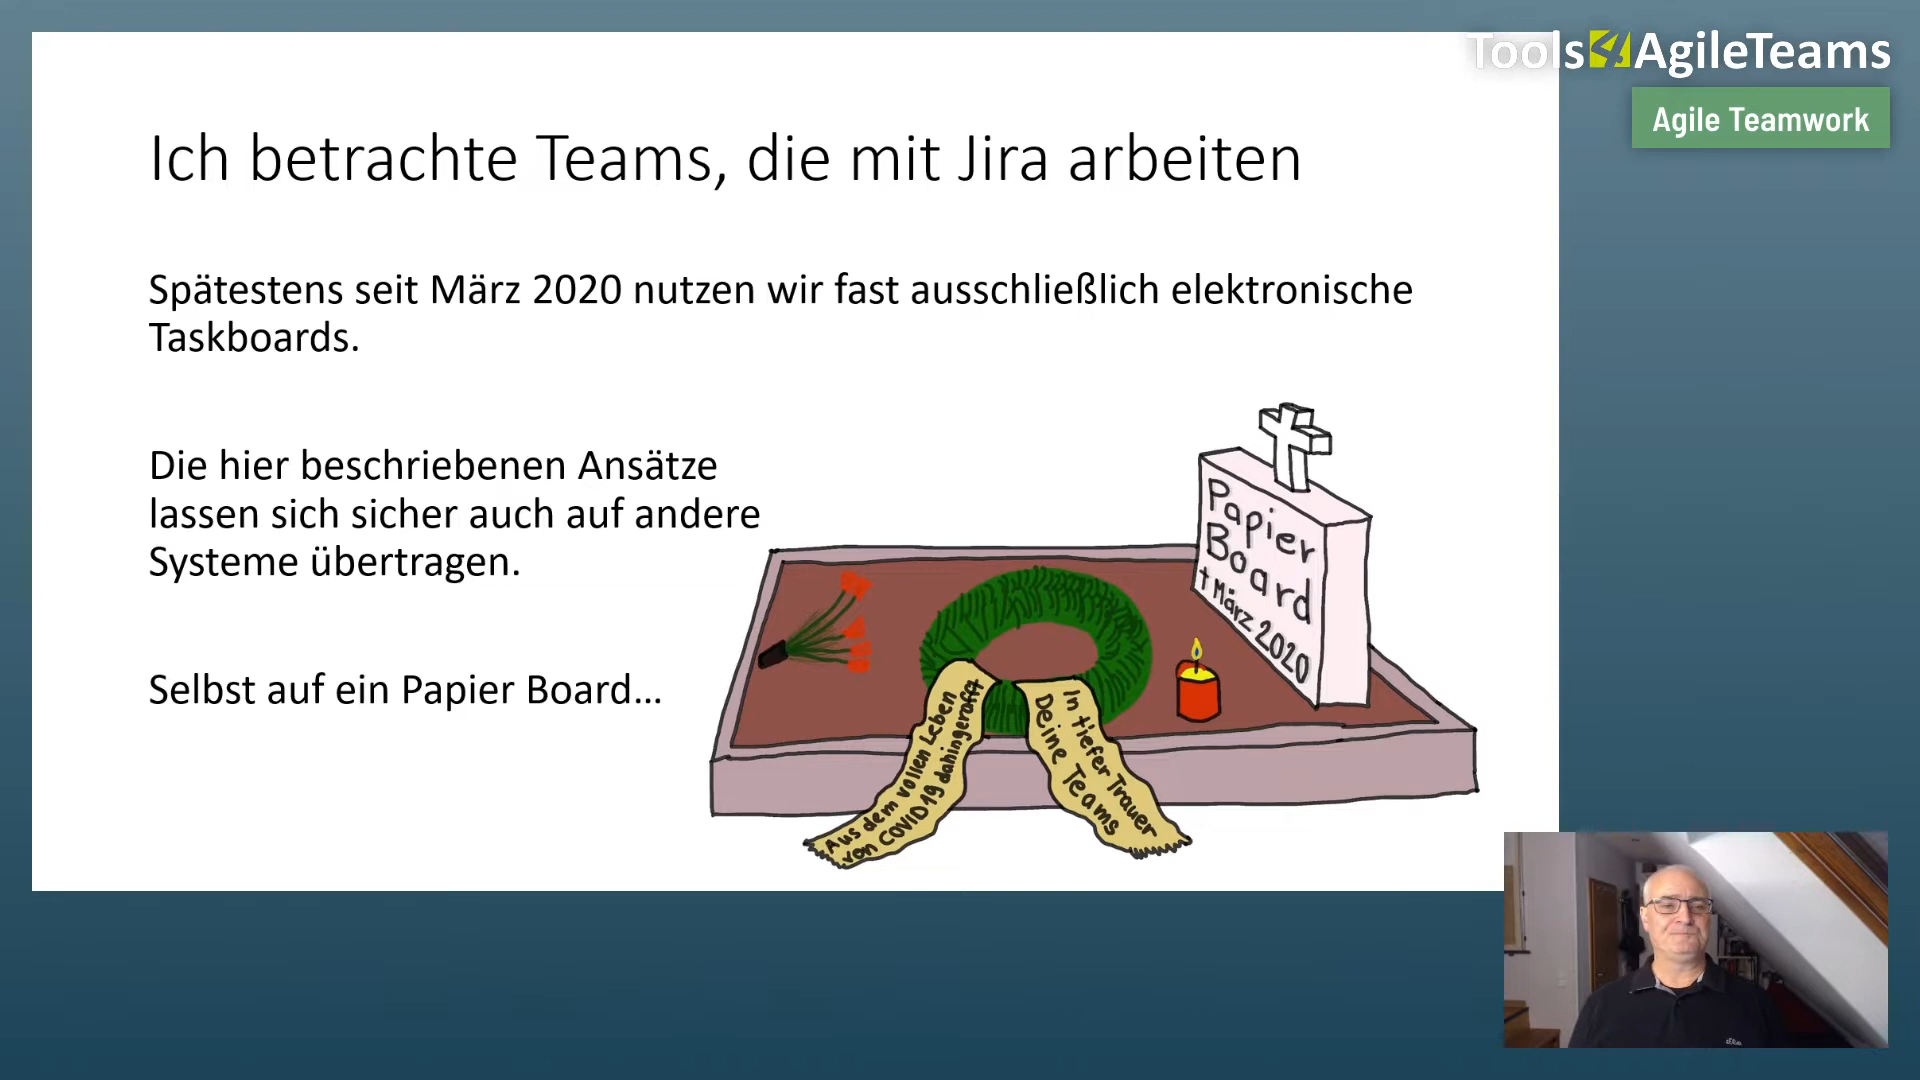 Tools4AgileTeams
Agile Teamwork
Ich betrachte Teams, die mit Jira arbeiten
Spätestens seit März 2020 nutzen wir fast ausschließlich elektronische
Taskboards.
Die hier beschriebenen Ansätze
lassen sich sicher auch auf andere
Systeme übertragen.
Selbst auf ein Papier Board...
Papier
Board
† März 2020
Aus dem vollen Leben
von COVID19 dahingerafft
In tiefer Trauer
Deine Teams